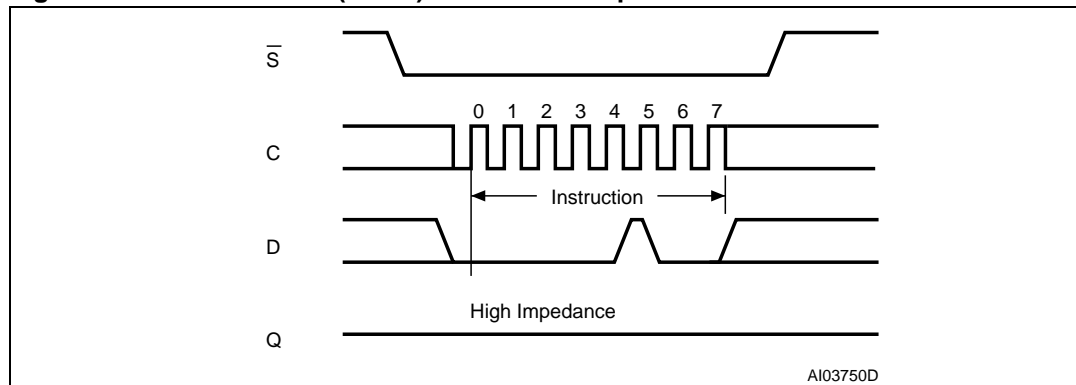 S̅
0 1 2 3 4 5 6 7
C
Instruction
D
High Impedance
Q
AI03750D